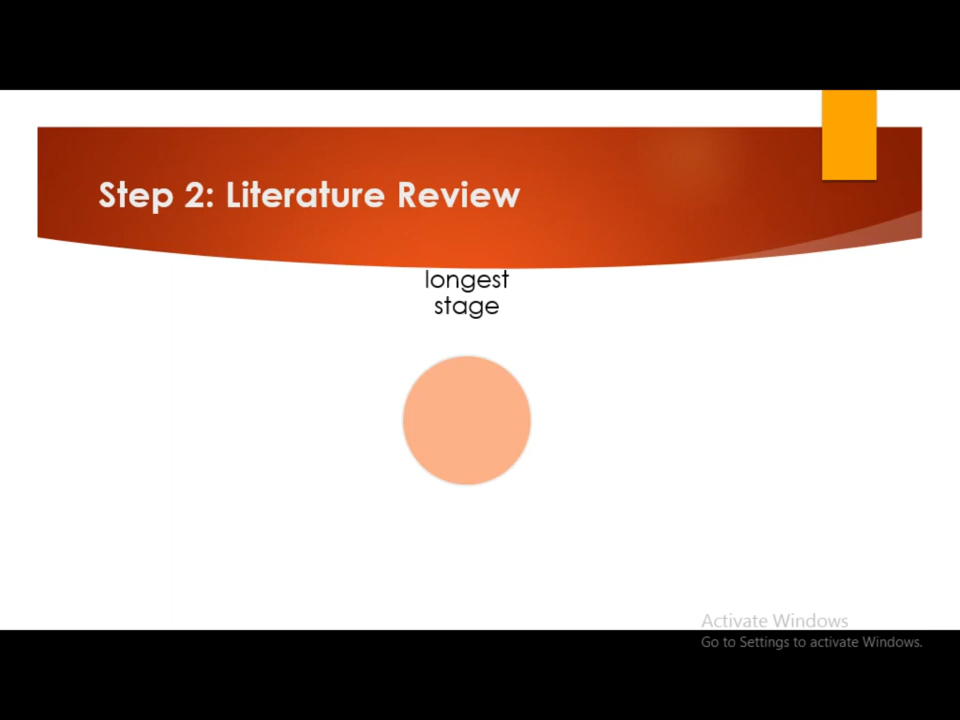 Step 2: Literature Review
longest
stage
Activate Windows
Go to Settings to activate Windows.